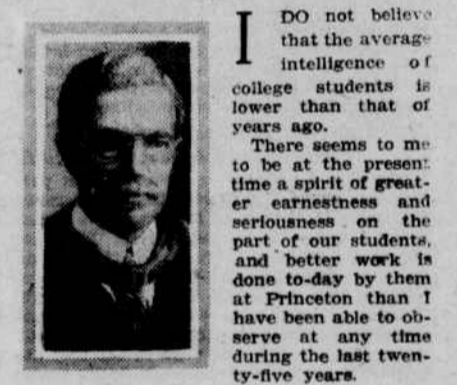 I DO not believe
that the average
intelligence of
college students is
lower than that of
years ago.
There seems to me
to be at the present
time a spirit of great-
er earnestness and
seriousness on the
part of our students,
and better work is
done to-day by them
at Princeton than I
have been able to ob-
serve at any time
during the last twen-
ty-five years.